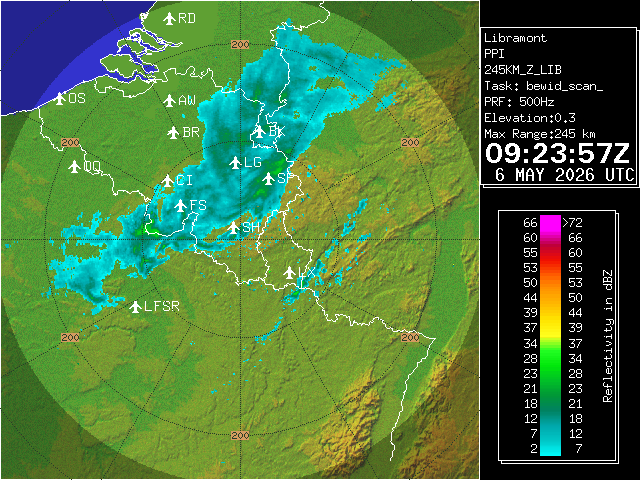 Libramont
PPI
245KM_Z_LIB
Task: bewid_scan_
PRF: 500Hz
Elevation:0.3
Max Range:245 km
09:23:57Z
6 MAY 2026 UTC
RD
200
OS
AW
BR
BK
200
200
QQ
LG
CI
SP
FS
SH
LFSR
200
200
200
66 >72
60 66
55 60
53 55
50 53
44 50
39 44
37 39
34 37
28 34
23 28
21 23
18 21
12 18
7 12
2 7
Reflectivity in dBZ